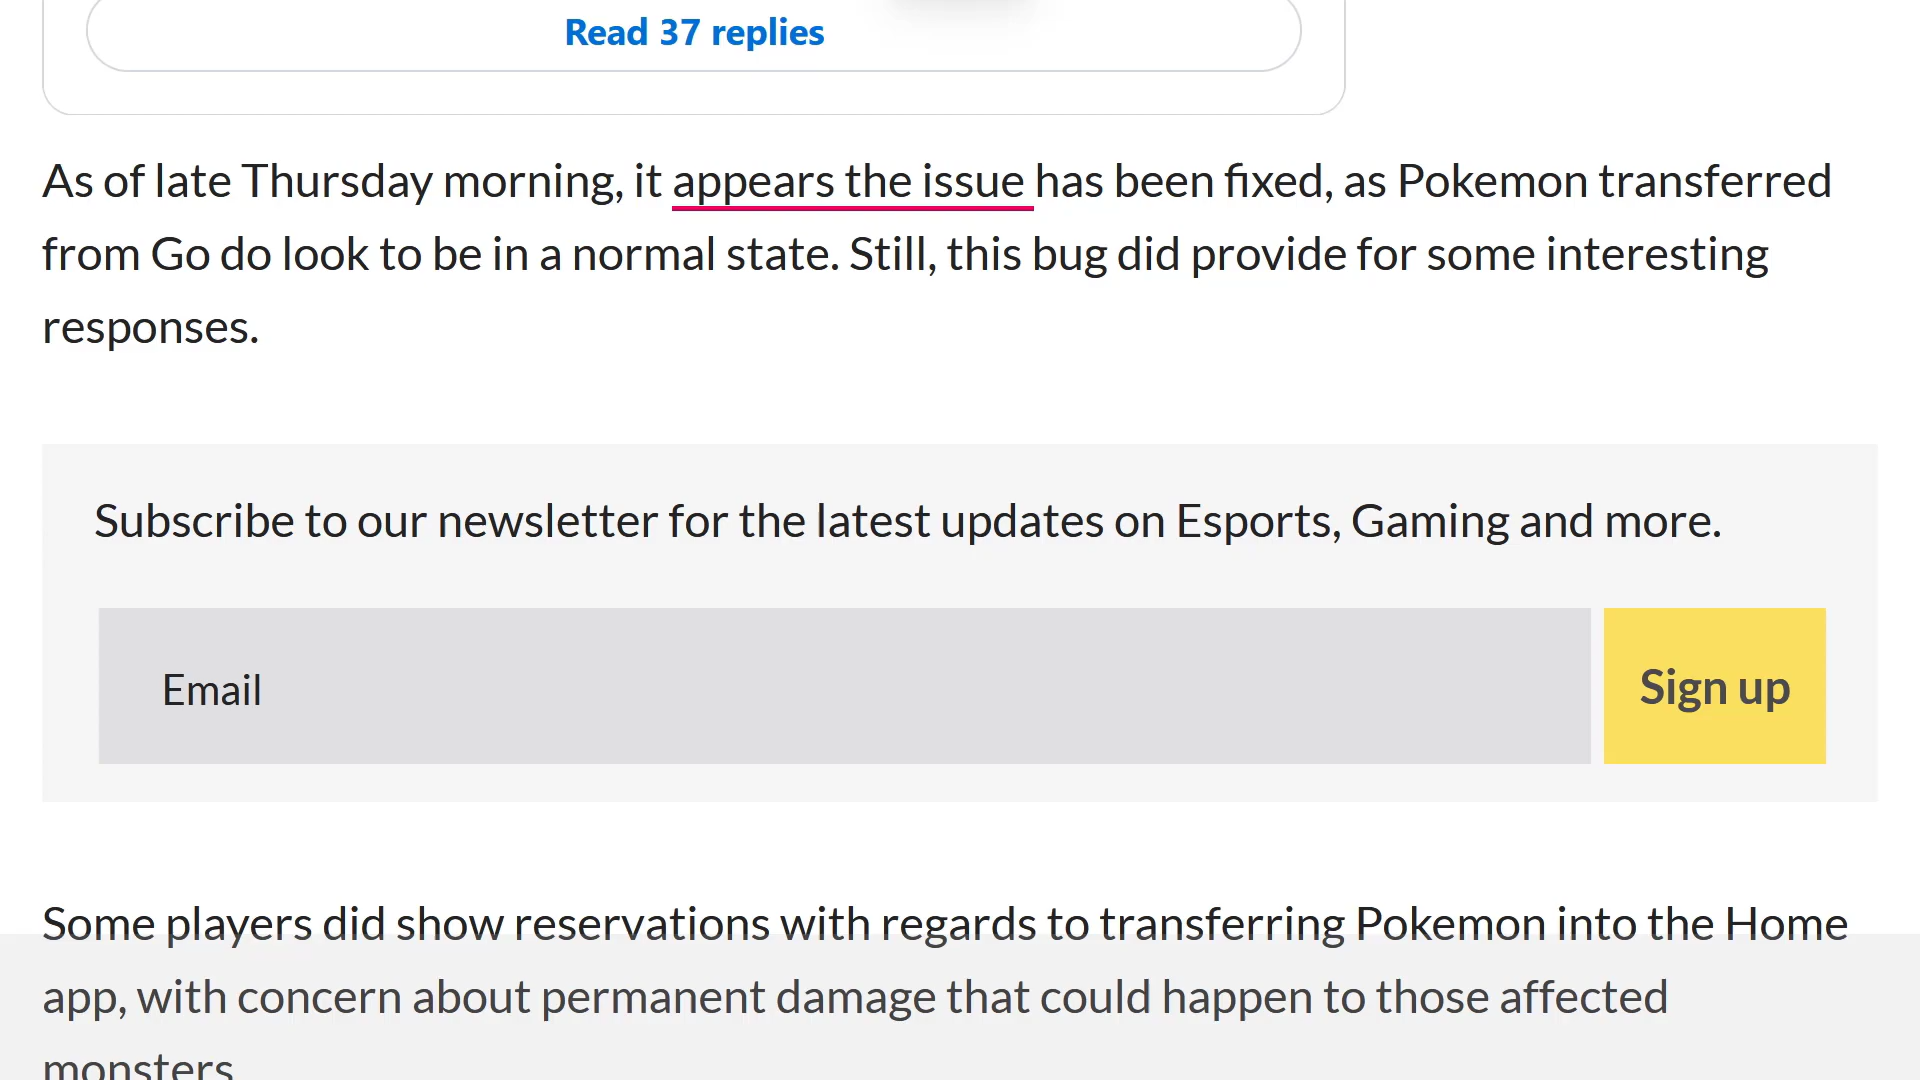 Read 37 replies
As of late Thursday morning, it appears the issue has been fixed, as Pokemon transferred
from Go do look to be in a normal state. Still, this bug did provide for some interesting
responses.
Subscribe to our newsletter for the latest updates on Esports, Gaming and more.
Email
Sign up
Some players did show reservations with regards to transferring Pokemon into the Home
app, with concern about permanent damage that could happen to those affected
monsters.